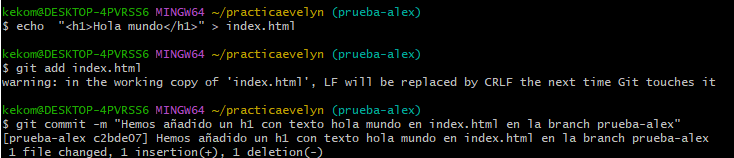 kekom@DESKTOP-4PVRSS6 MINGW64 ~/practicaevelyn (prueba-alex)
$ echo  "<h1>Hola mundo</h1>" > index.html
kekom@DESKTOP-4PVRSS6 MINGW64 ~/practicaevelyn (prueba-alex)
$ git add index.html
warning: in the working copy of 'index.html', LF will be replaced by CRLF the next time Git touches it
kekom@DESKTOP-4PVRSS6 MINGW64 ~/practicaevelyn (prueba-alex)
$ git commit -m "Hemos añadido un h1 con texto hola mundo en index.html en la branch prueba-alex"
[prueba-alex c2bde07] Hemos añadido un h1 con texto hola mundo en index.html en la branch prueba-alex
 1 file changed, 1 insertion(+), 1 deletion(-)